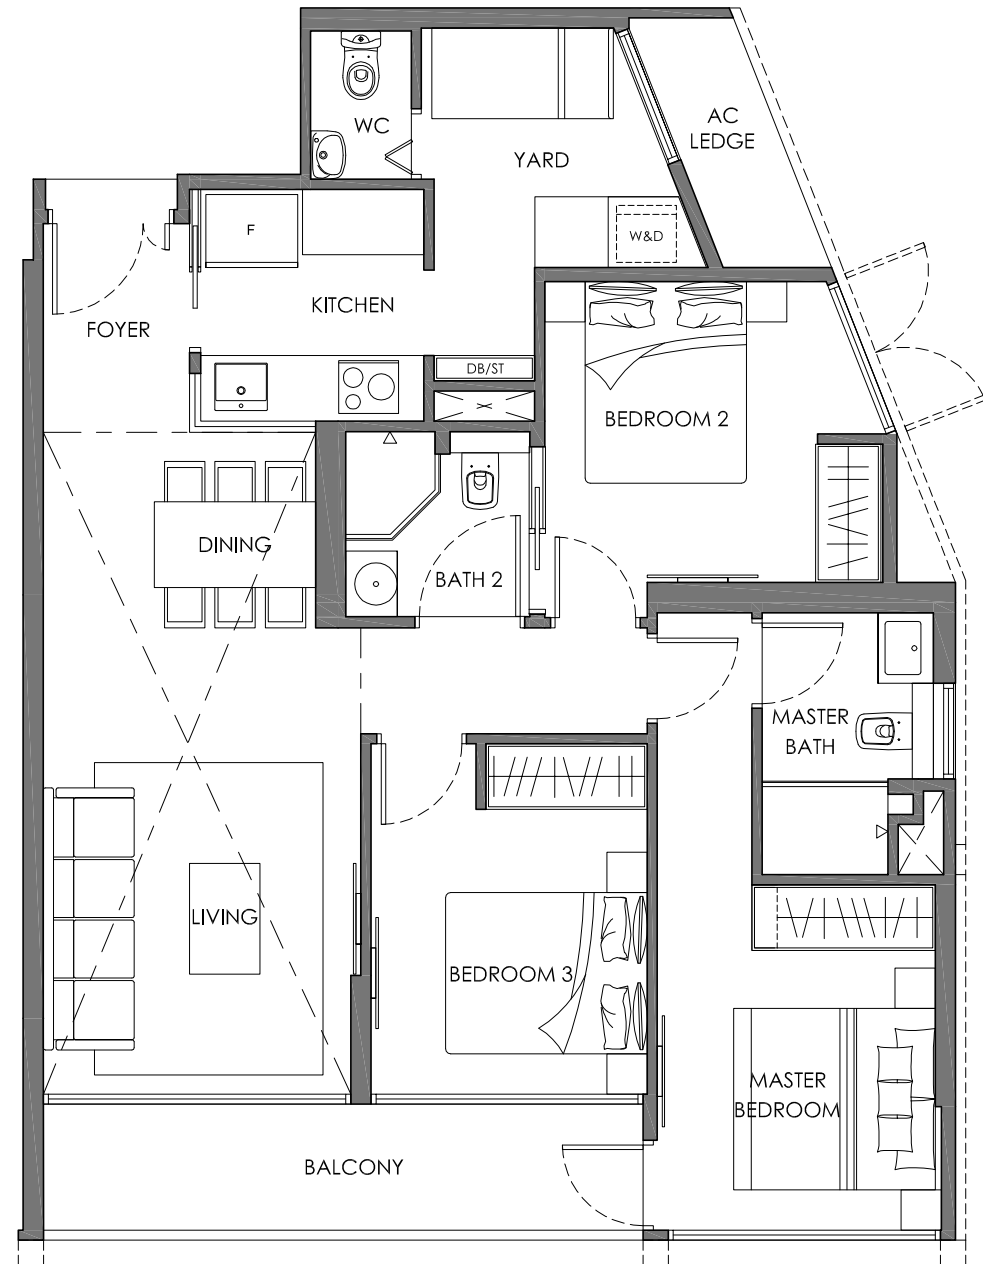 WC
AC
LEDGE
YARD
F
W&D
KITCHEN
FOYER
DB/ST
BEDROOM 2
DINING
BATH 2
MASTER
BATH
LIVING
BEDROOM 3
MASTER
BEDROOM
BALCONY